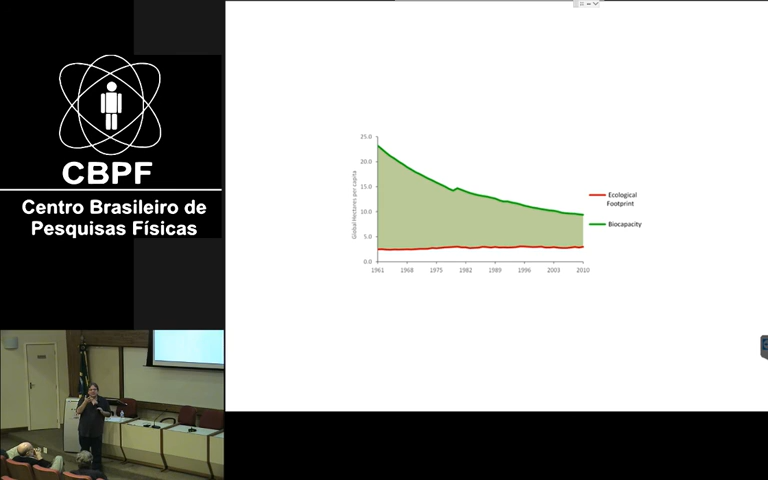 CBPF
Centro Brasileiro de
Pesquisas Físicas
25.0
20.0
15.0
10.0
5.0
0.0
Global Hectares per capita
1961
1968
1975
1982
1989
1996
2003
2010
Ecological
Footprint
Biocapacity